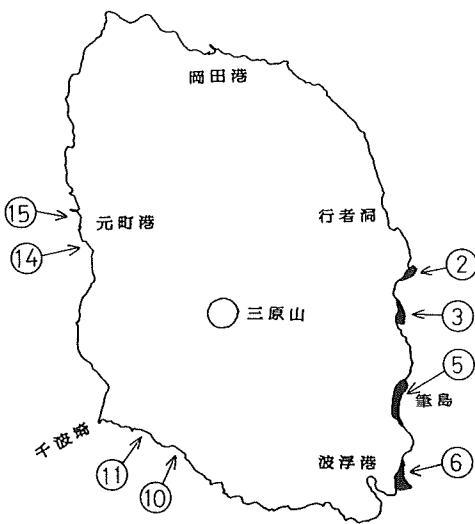 岡田港
行者洞
⑮
元町港
⑭
②
三原山
③
⑤
筆島
千波崎
⑪
⑩
波浮港
⑥